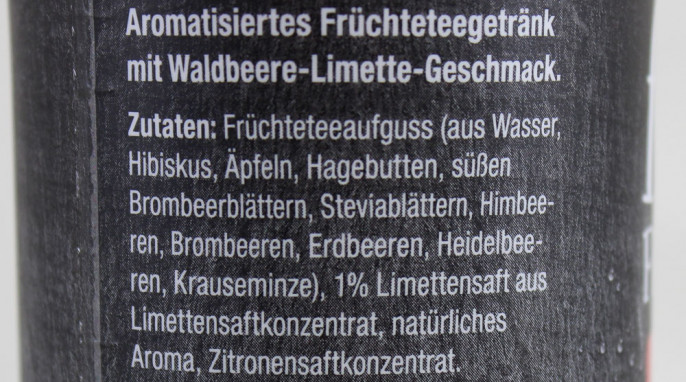 Aromatisiertes Früchteteegetränk
mit Waldbeere-Limette-Geschmack.
Zutaten: Früchteteeaufguss (aus Wasser,
Hibiskus, Äpfeln, Hagebutten, süßen
Brombeerblättern, Steviablättern, Himbee-
ren, Brombeeren, Erdbeeren, Heidelbee-
ren, Krauseminze), 1% Limettensaft aus
Limettensaftkonzentrat, natürliches
Aroma, Zitronensaftkonzentrat.